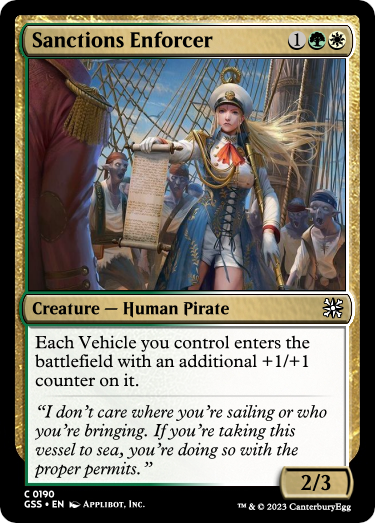 Sanctions Enforcer 1
Creature — Human Pirate
Each Vehicle you control enters the
battlefield with an additional +1/+1
counter on it.
“I don’t care where you’re sailing or who
you’re bringing. If you’re taking this
vessel to sea, you’re doing so with the
proper permits.”
2/3
C 0190
GSS • EN APPLIBOT, INC.
™ & © 2023 CanterburyEgg